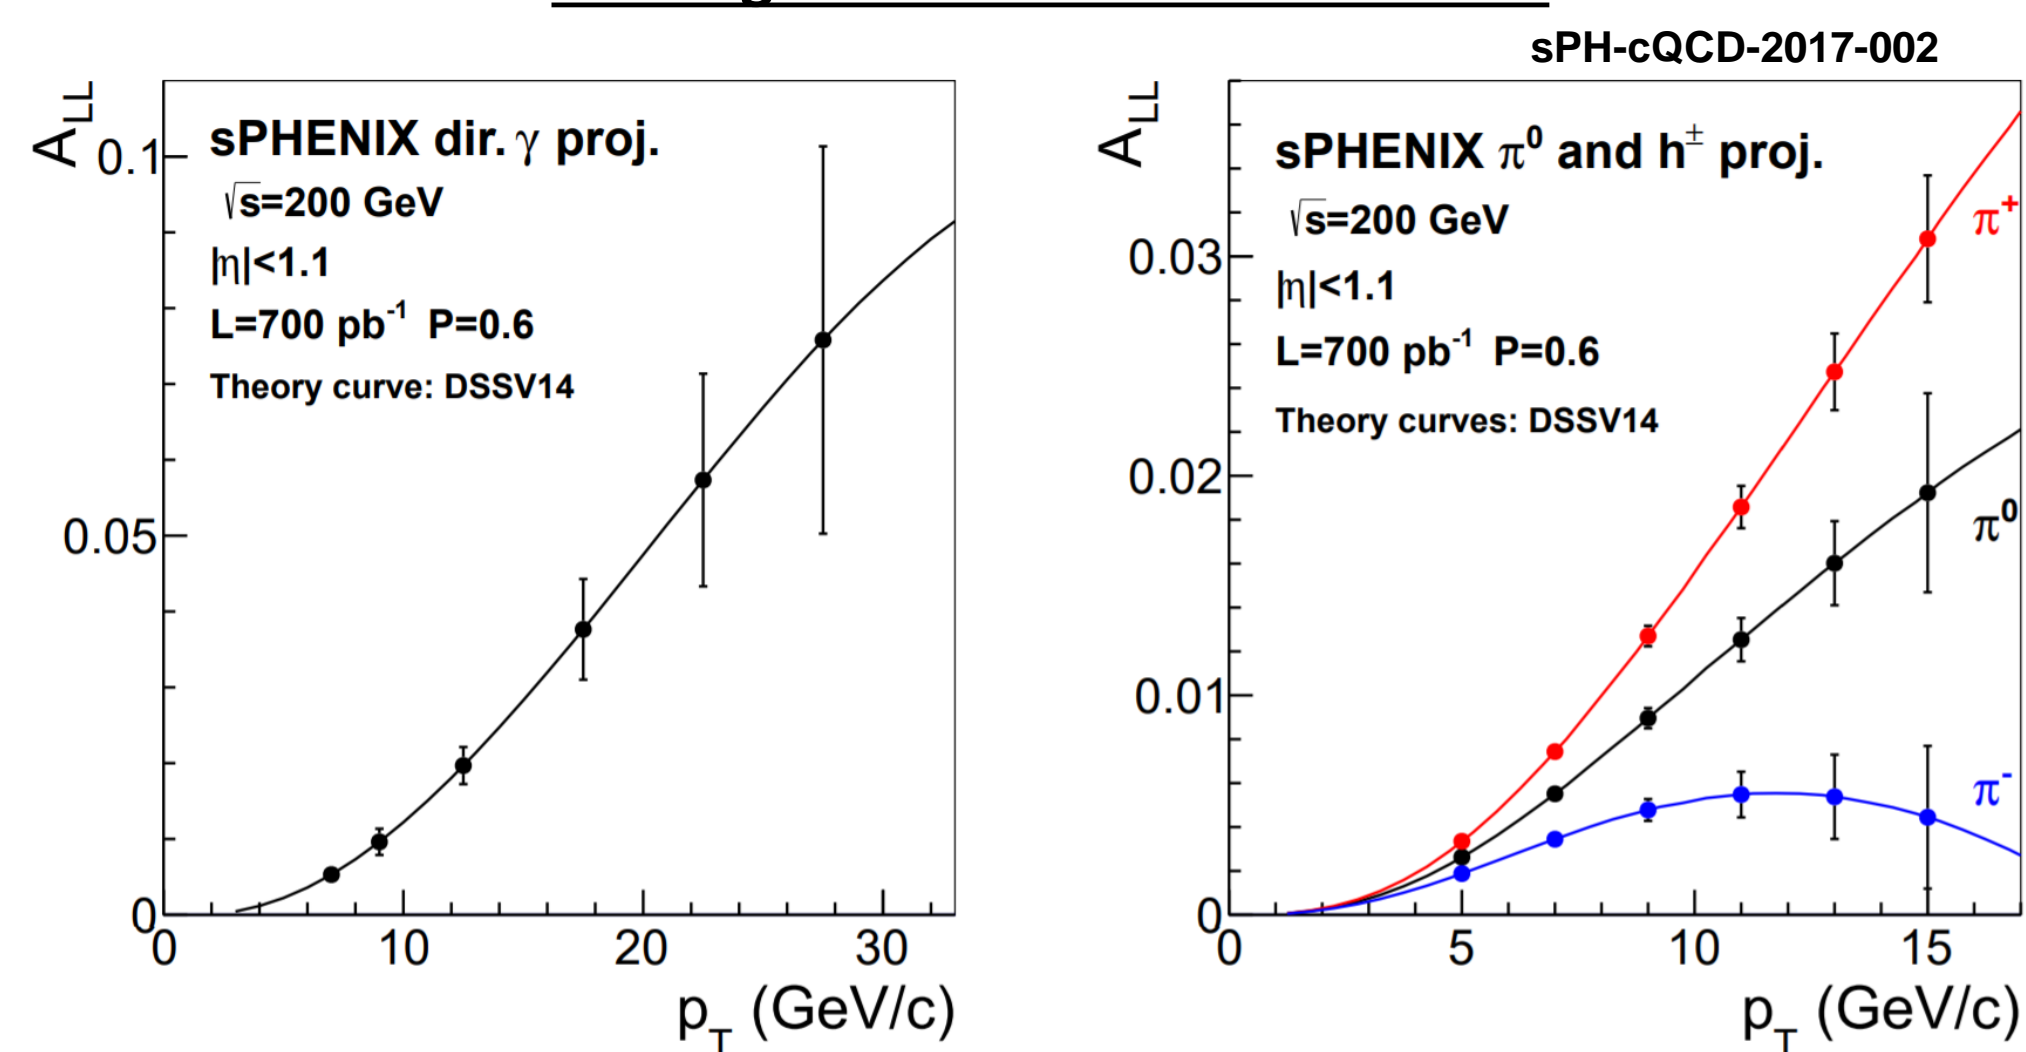 sPH-cQCD-2017-002
A_LL
0.1
0.05
0
sPHENIX dir. γ proj.
√s=200 GeV
|η|<1.1
L=700 pb⁻¹ P=0.6
Theory curve: DSSV14
0 10 20 30
p_T (GeV/c)
A_LL
0.03
0.02
0.01
0
sPHENIX π⁰ and h± proj.
√s=200 GeV
|η|<1.1
L=700 pb⁻¹ P=0.6
Theory curves: DSSV14
π⁺
π⁰
π⁻
0 5 10 15
p_T (GeV/c)